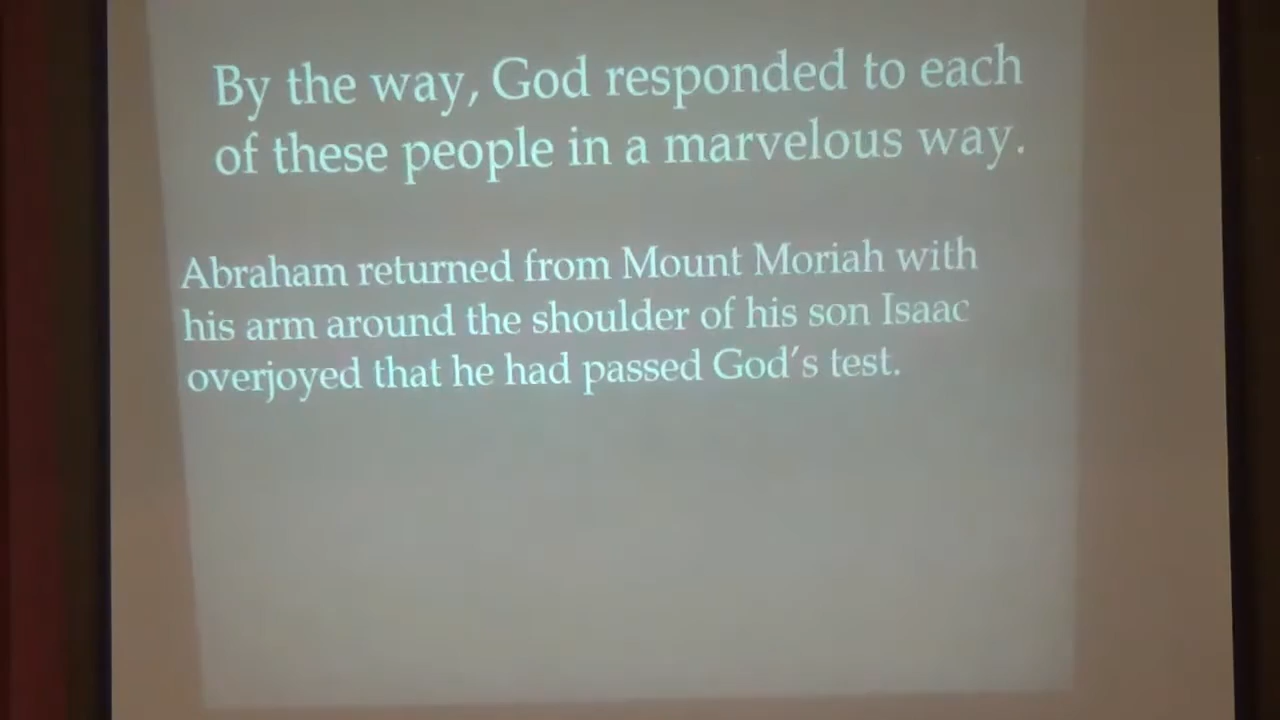 By the way, God responded to each
of these people in a marvelous way.
Abraham returned from Mount Moriah with
his arm around the shoulder of his son Isaac
overjoyed that he had passed God's test.